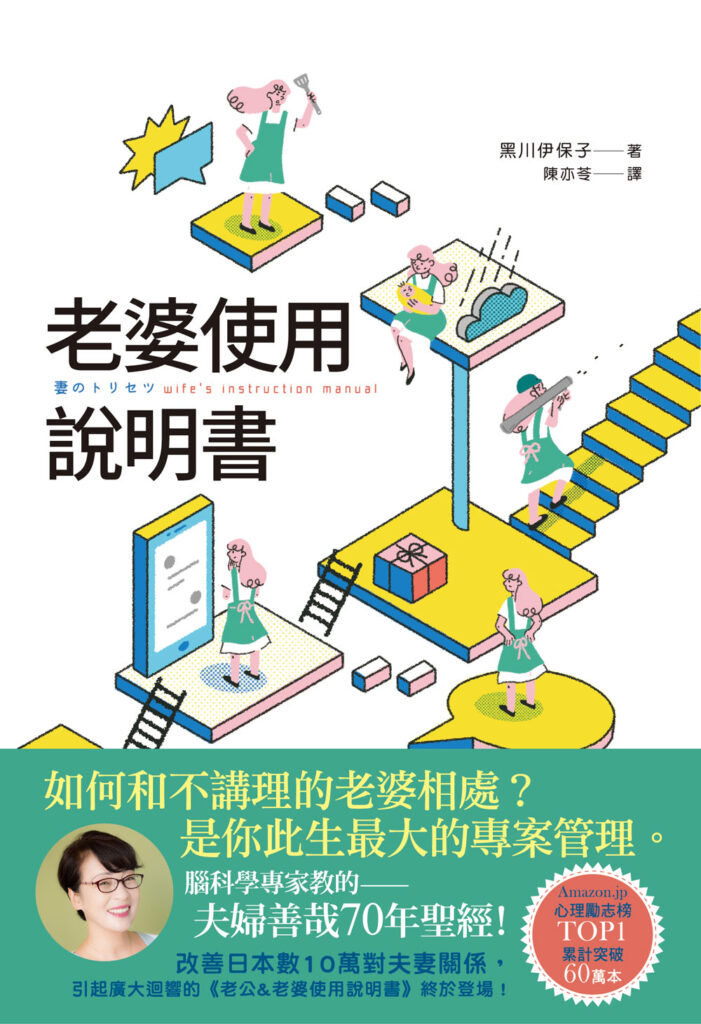 黑川伊保子——著
陳亦苓——譯
老婆使用
妻のトリセツ wife's instruction manual
說明書
如何和不講理的老婆相處？
是你此生最大的專案管理。
腦科學專家教的——
夫婦善哉70年聖經！
改善日本數10萬對夫妻關係，
引起廣大迴響的《老公&老婆使用說明書》終於登場！
Amazon.jp
心理勵志榜
TOP1
累計突破
60萬本